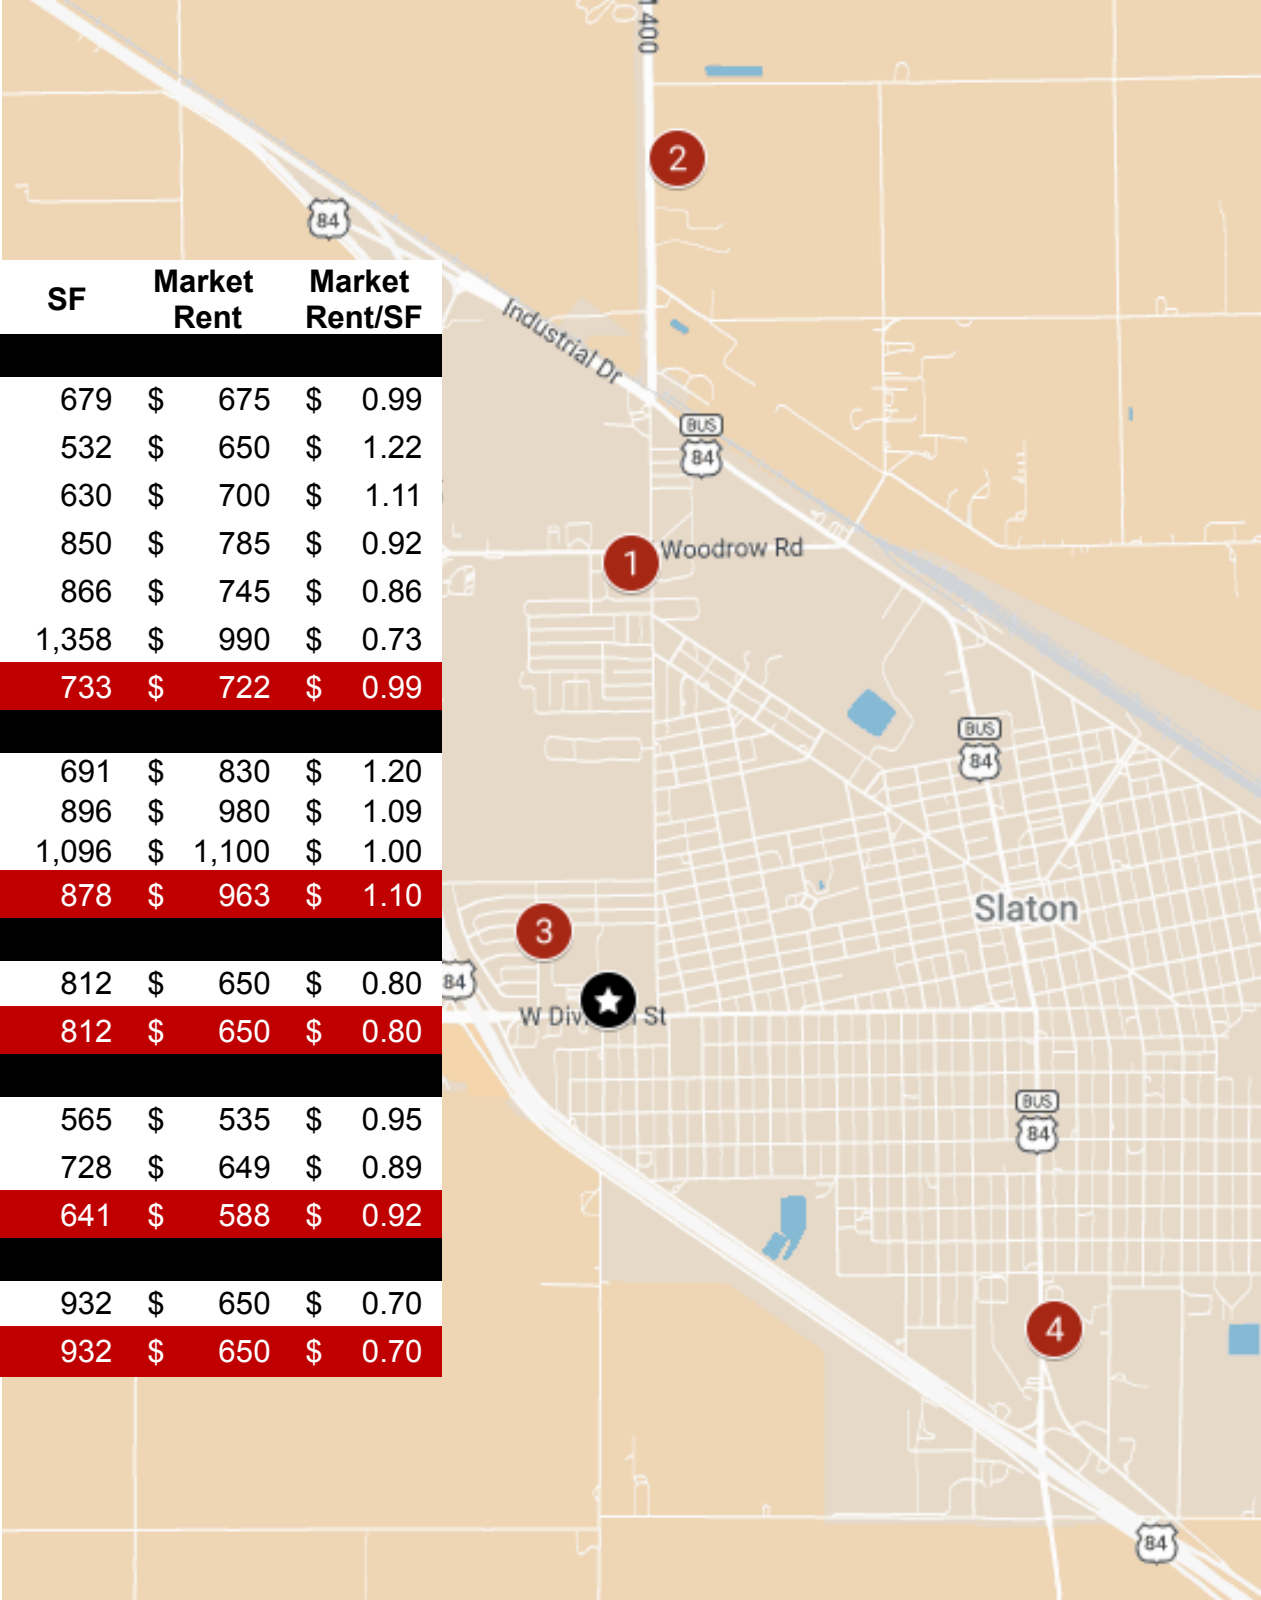 1400
2
84
SF Market Rent Market Rent/SF
Industrial Dr
679 $ 675 $ 0.99
BUS
84
532 $ 650 $ 1.22
630 $ 700 $ 1.11
850 $ 785 $ 0.92
1 Woodrow Rd
866 $ 745 $ 0.86
1,358 $ 990 $ 0.73
733 $ 722 $ 0.99
BUS
84
691 $ 830 $ 1.20
896 $ 980 $ 1.09
1,096 $ 1,100 $ 1.00
878 $ 963 $ 1.10
Slaton
3
812 $ 650 $ 0.80
84
W Div St
812 $ 650 $ 0.80
BUS
84
565 $ 535 $ 0.95
728 $ 649 $ 0.89
641 $ 588 $ 0.92
932 $ 650 $ 0.70
4
932 $ 650 $ 0.70
84